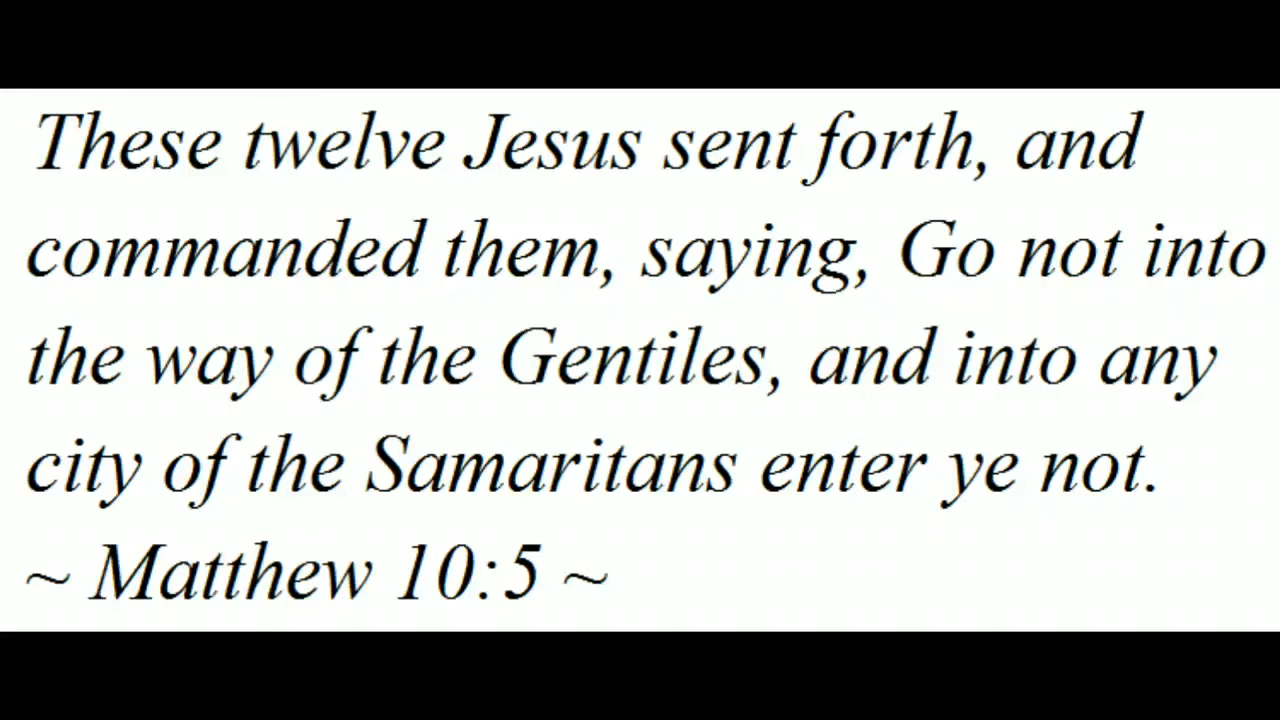 These twelve Jesus sent forth, and
commanded them, saying, Go not into
the way of the Gentiles, and into any
city of the Samaritans enter ye not.
~ Matthew 10:5 ~